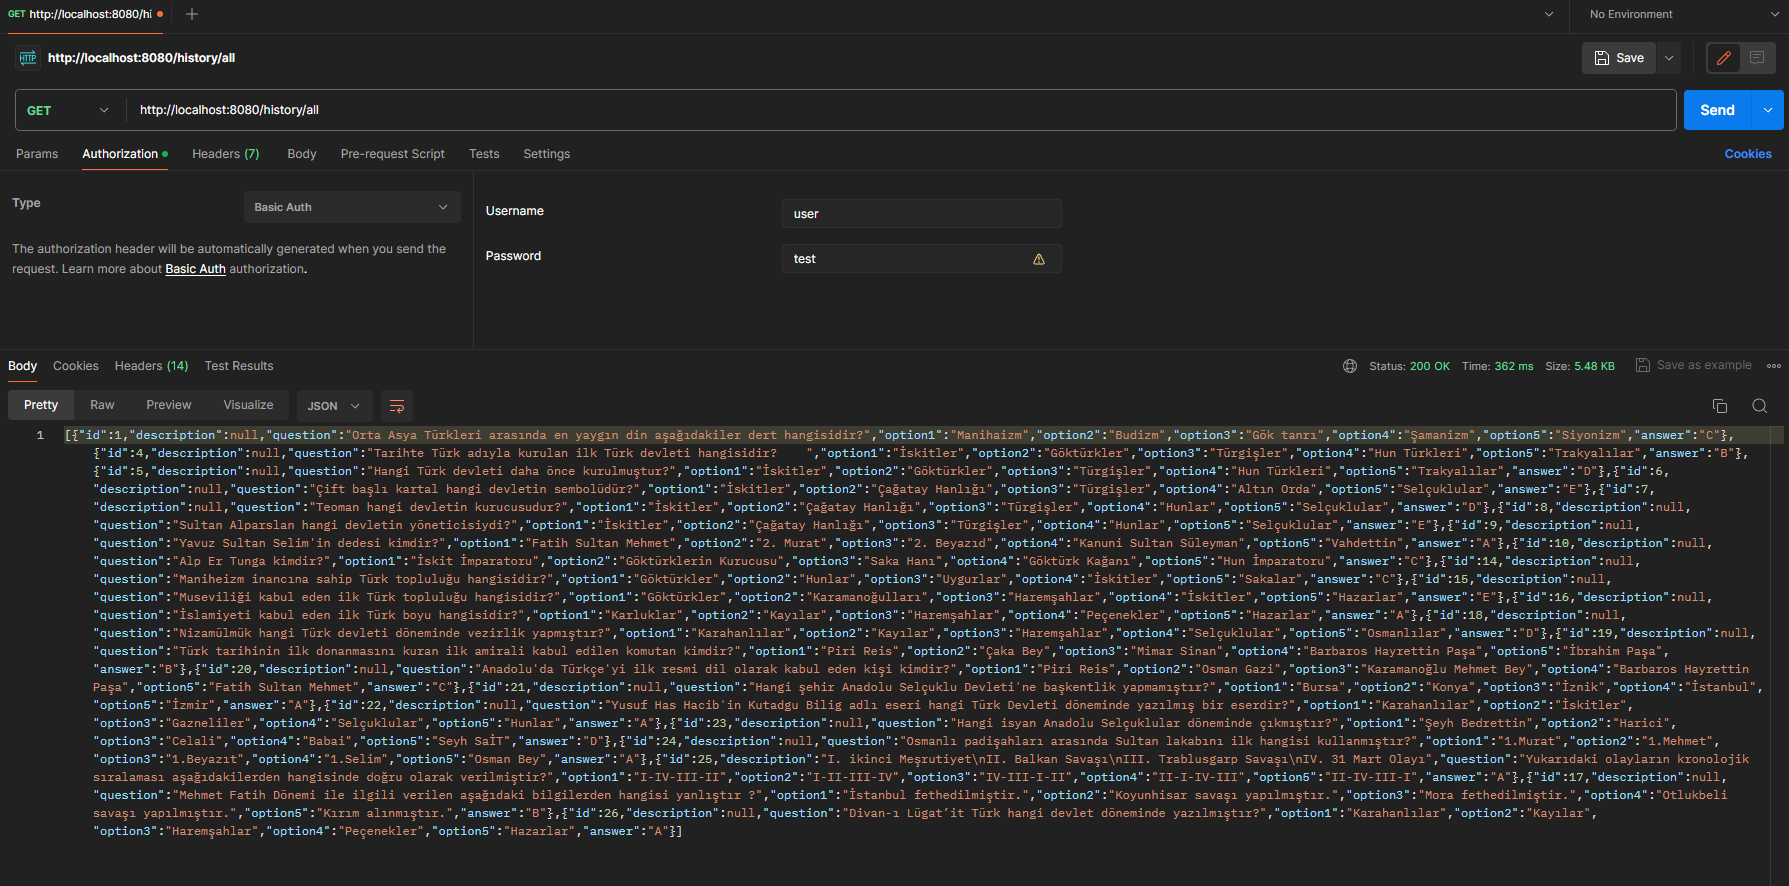 GET http://localhost:8080/hi
No Environment
HTTP http://localhost:8080/history/all
Save
GET http://localhost:8080/history/all Send
Params Authorization Headers (7) Body Pre-request Script Tests Settings Cookies
Type Basic Auth
Username user
The authorization header will be automatically generated when you send the
request. Learn more about Basic Auth authorization.
Password test
Body Cookies Headers (14) Test Results Status: 200 OK Time: 362 ms Size: 5.48 KB Save as example
Pretty Raw Preview Visualize JSON
1 [{"id":1,"description":null,"question":"Orta Asya Türkleri arasında en yaygın din aşağıdakiler dert hangisidir?","option1":"Manihaizm","option2":"Budizm","option3":"Gök tanrı","option4":"Şamanizm","option5":"Siyonizm","answer":"C"},
{"id":4,"description":null,"question":"Tarihte Türk adıyla kurulan ilk Türk devleti hangisidir?    ","option1":"İskitler","option2":"Göktürkler","option3":"Türgişler","option4":"Hun Türkleri","option5":"Trakyalılar","answer":"B"},
{"id":5,"description":null,"question":"Hangi Türk devleti daha önce kurulmuştur?","option1":"İskitler","option2":"Göktürkler","option3":"Türgişler","option4":"Hun Türkleri","option5":"Trakyalılar","answer":"D"},{"id":6,
"description":null,"question":"Çift başlı kartal hangi devletin sembolüdür?","option1":"İskitler","option2":"Çağatay Hanlığı","option3":"Türgişler","option4":"Altın Orda","option5":"Selçuklular","answer":"E"},{"id":7,
"description":null,"question":"Teoman hangi devletin kurucusudur?","option1":"İskitler","option2":"Çağatay Hanlığı","option3":"Türgişler","option4":"Hunlar","option5":"Selçuklular","answer":"D"},{"id":8,"description":null,
"question":"Sultan Alparslan hangi devletin yöneticisiydi?","option1":"İskitler","option2":"Çağatay Hanlığı","option3":"Türgişler","option4":"Hunlar","option5":"Selçuklular","answer":"E"},{"id":9,"description":null,
"question":"Yavuz Sultan Selim'in dedesi kimdir?","option1":"Fatih Sultan Mehmet","option2":"2. Murat","option3":"2. Beyazıd","option4":"Kanuni Sultan Süleyman","option5":"Vahdettin","answer":"A"},{"id":10,"description":null,
"question":"Alp Er Tunga kimdir?","option1":"İskit İmparatoru","option2":"Göktürklerin Kurucusu","option3":"Saka Hanı","option4":"Göktürk Kağanı","option5":"Hun İmparatoru","answer":"C"},{"id":14,"description":null,
"question":"Maniheizm inancına sahip Türk topluluğu hangisidir?","option1":"Göktürkler","option2":"Hunlar","option3":"Uygurlar","option4":"İskitler","option5":"Sakalar","answer":"C"},{"id":15,"description":null,
"question":"Museviliği kabul eden ilk Türk topluluğu hangisidir?","option1":"Göktürkler","option2":"Karamanoğulları","option3":"Haremşahlar","option4":"İskitler","option5":"Hazarlar","answer":"E"},{"id":16,"description":null,
"question":"İslamiyeti kabul eden ilk Türk boyu hangisidir?","option1":"Karluklar","option2":"Kayılar","option3":"Haremşahlar","option4":"Peçenekler","option5":"Hazarlar","answer":"A"},{"id":18,"description":null,
"question":"Nizamülmük hangi Türk devleti döneminde vezirlik yapmıştır?","option1":"Karahanlılar","option2":"Kayılar","option3":"Haremşahlar","option4":"Selçuklular","option5":"Osmanlılar","answer":"D"},{"id":19,"description":null,
"question":"Türk tarihinin ilk donanmasını kuran ilk amirali kabul edilen komutan kimdir?","option1":"Piri Reis","option2":"Çaka Bey","option3":"Mimar Sinan","option4":"Barbaros Hayrettin Paşa","option5":"İbrahim Paşa",
"answer":"B"},{"id":20,"description":null,"question":"Anadolu'da Türkçe'yi ilk resmi dil olarak kabul eden kişi kimdir?","option1":"Piri Reis","option2":"Osman Gazi","option3":"Karamanoğlu Mehmet Bey","option4":"Barbaros Hayrettin
Paşa","option5":"Fatih Sultan Mehmet","answer":"C"},{"id":21,"description":null,"question":"Hangi şehir Anadolu Selçuklu Devleti'ne başkentlik yapmamıştır?","option1":"Bursa","option2":"Konya","option3":"İznik","option4":"İstanbul",
"option5":"İzmir","answer":"A"},{"id":22,"description":null,"question":"Yusuf Has Hacib'in Kutadgu Bilig adlı eseri hangi Türk Devleti döneminde yazılmış bir eserdir?","option1":"Karahanlılar","option2":"İskitler",
"option3":"Gazneliler","option4":"Selçuklular","option5":"Hunlar","answer":"A"},{"id":23,"description":null,"question":"Hangi isyan Anadolu Selçuklular döneminde çıkmıştır?","option1":"Şeyh Bedrettin","option2":"Harici",
"option3":"Celali","option4":"Babai","option5":"Seyh SaİT","answer":"D"},{"id":24,"description":null,"question":"Osmanlı padişahları arasında Sultan lakabını ilk hangisi kullanmıştır?","option1":"1.Murat","option2":"1.Mehmet",
"option3":"1.Beyazıt","option4":"1.Selim","option5":"Osman Bey","answer":"A"},{"id":25,"description":"I. ikinci Meşrutiyet\nII. Balkan Savaşı\nIII. Trablusgarp Savaşı\nIV. 31 Mart Olayı","question":"Yukarıdaki olayların kronolojik
sıralaması aşağıdakilerden hangisinde doğru olarak verilmiştir?","option1":"I-IV-III-II","option2":"I-II-III-IV","option3":"IV-III-I-II","option4":"II-I-IV-III","option5":"II-IV-III-I","answer":"A"},{"id":17,"description":null,
"question":"Mehmet Fatih Dönemi ile ilgili verilen aşağıdaki bilgilerden hangisi yanlıştır ?","option1":"İstanbul fethedilmiştir.","option2":"Koyunhisar savaşı yapılmıştır.","option3":"Mora fethedilmiştir.","option4":"Otlukbeli
savaşı yapılmıştır.","option5":"Kırım alınmıştır.","answer":"B"},{"id":26,"description":null,"question":"Divan-ı Lügat’it Türk hangi devlet döneminde yazılmıştır?","option1":"Karahanlılar","option2":"Kayılar",
"option3":"Haremşahlar","option4":"Peçenekler","option5":"Hazarlar","answer":"A"}]